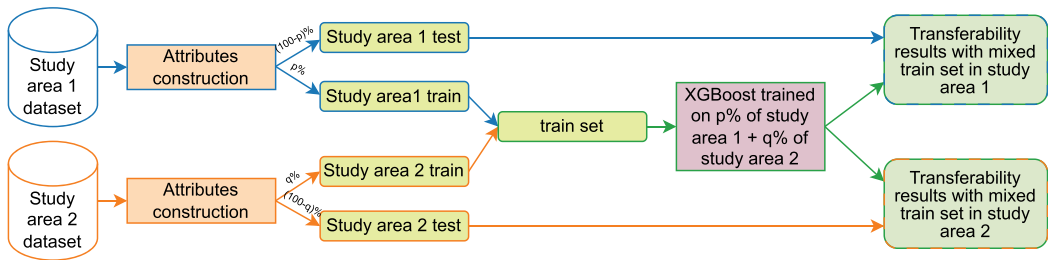 Study
area 1
dataset
Attributes
construction
(100-p)%
p%
Study area 1 test
Study area1 train
train set
XGBoost trained
on p% of study
area 1 + q% of
study area 2
Transferability
results with mixed
train set in study
area 1
Study
area 2
dataset
Attributes
construction
q%
(100-q)%
Study area 2 train
Study area 2 test
Transferability
results with mixed
train set in study
area 2